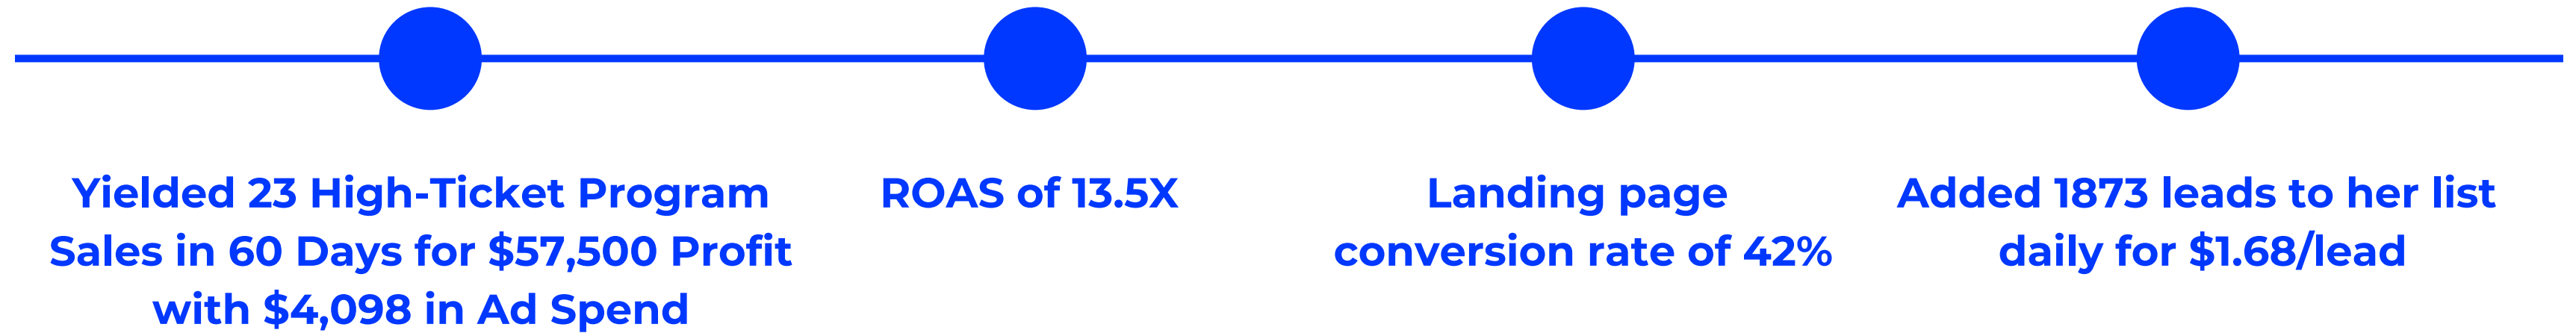 Yielded 23 High-Ticket Program
Sales in 60 Days for $57,500 Profit
with $4,098 in Ad Spend
ROAS of 13.5X
Landing page
conversion rate of 42%
Added 1873 leads to her list
daily for $1.68/lead